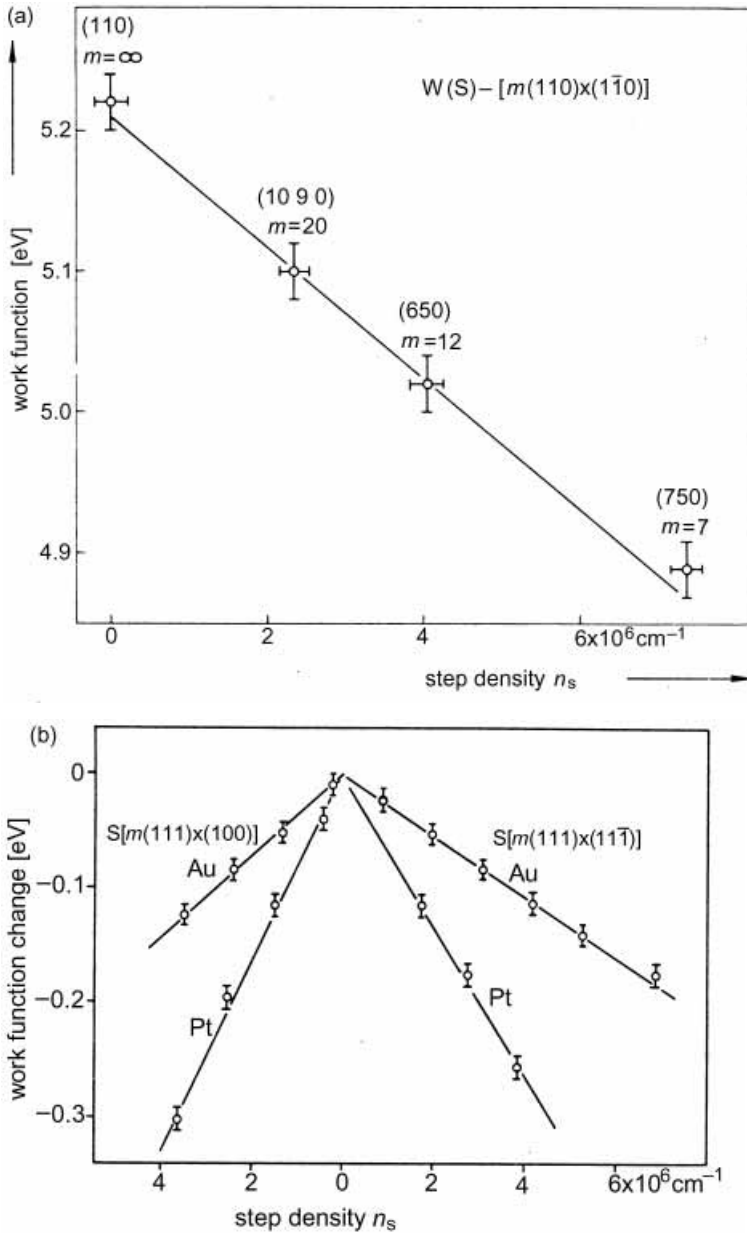 (a)
(110)
m=∞
W(S)–[m(110)x(1̄10)]
5.2
(10 9 0)
m=20
5.1
(650)
m=12
5.0
(750)
m=7
4.9
work function [eV]
0 2 4 6x10⁶cm⁻¹
step density nₛ
(b)
0
S[m(111)x(100)]
S[m(111)x(111̄)]
Au
Au
−0.1
−0.2
Pt
Pt
−0.3
work function change [eV]
4 2 0 2 4 6x10⁶cm⁻¹
step density nₛ